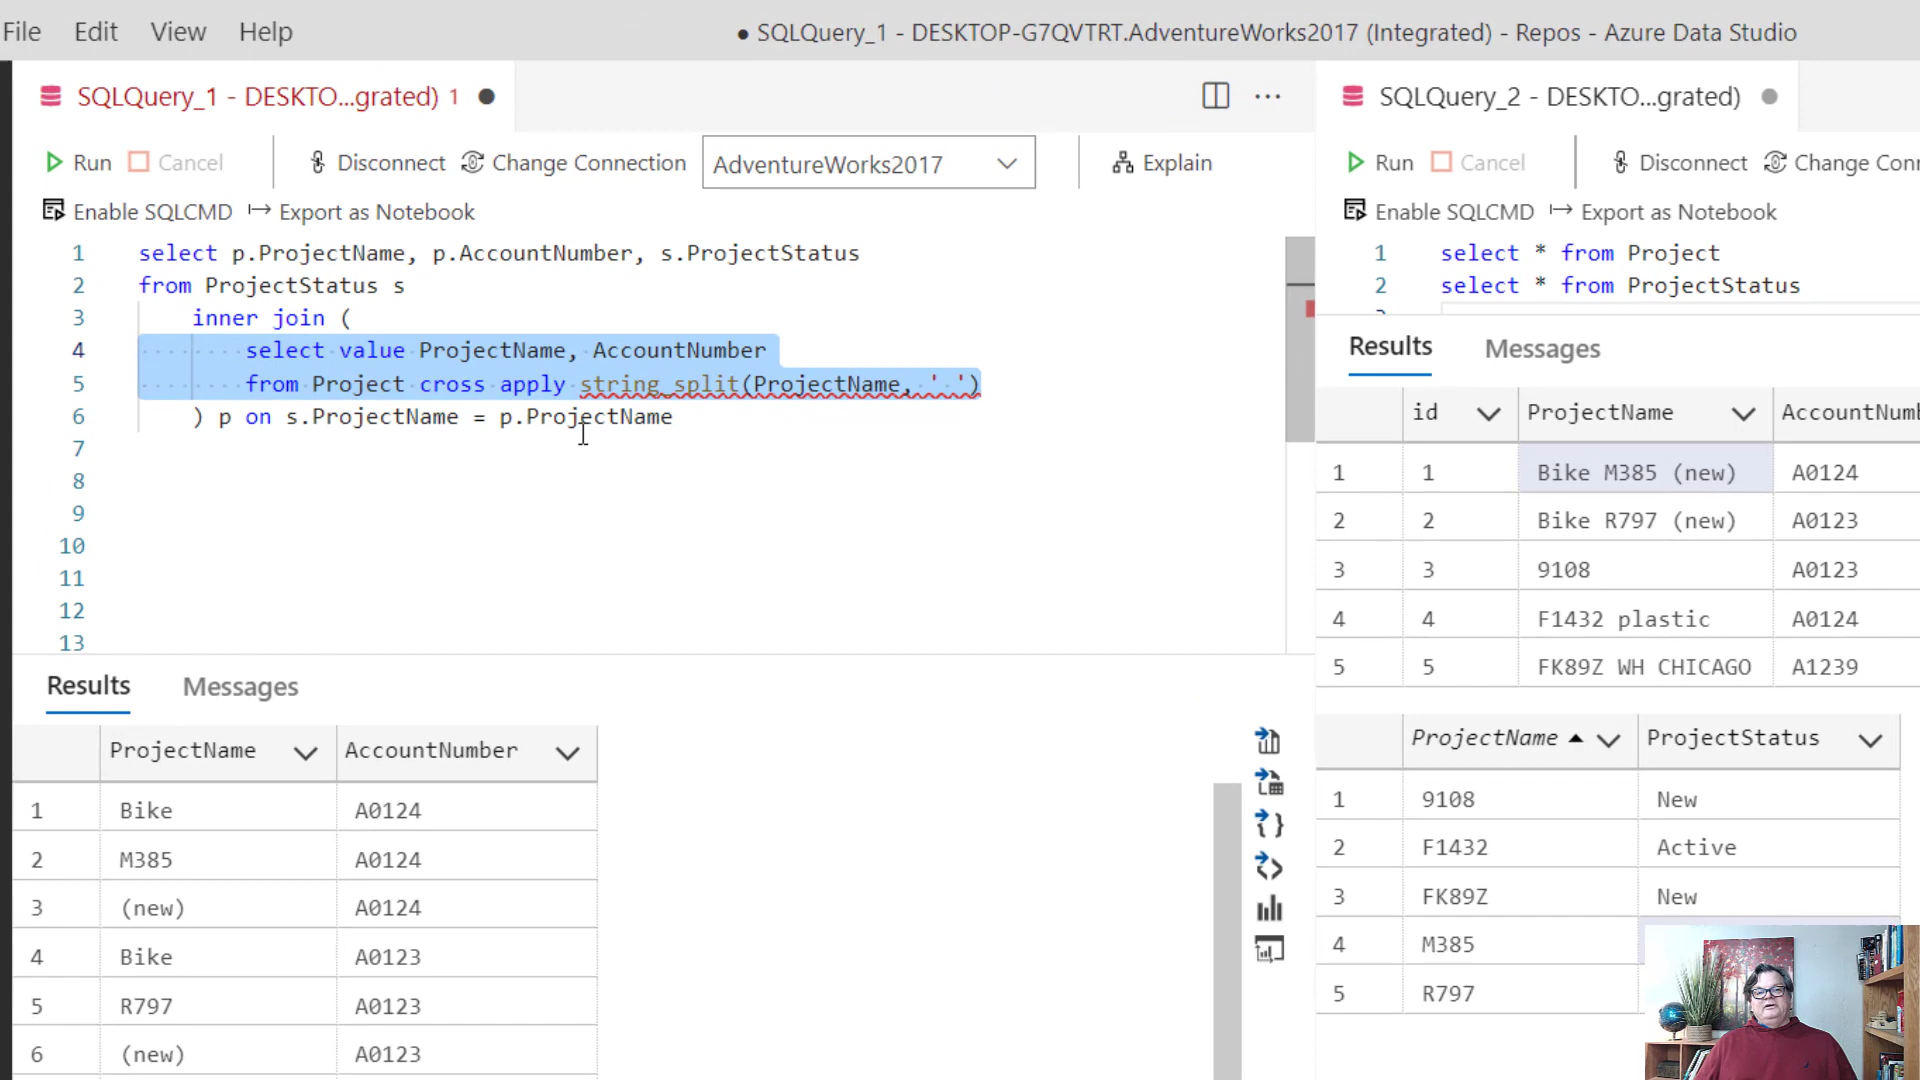 File Edit View Help
● SQLQuery_1 - DESKTOP-G7QVTRT.AdventureWorks2017 (Integrated) - Repos - Azure Data Studio
SQLQuery_1 - DESKTO...grated) 1 ●
Run Cancel Disconnect Change Connection AdventureWorks2017 Explain
Enable SQLCMD Export as Notebook
1 select p.ProjectName, p.AccountNumber, s.ProjectStatus
2 from ProjectStatus s
3 inner join (
4 select value ProjectName, AccountNumber
5 from Project cross apply string_split(ProjectName, ' ')
6 ) p on s.ProjectName = p.ProjectName
7
8
9
10
11
12
13
Results Messages
ProjectName AccountNumber
1 Bike A0124
2 M385 A0124
3 (new) A0124
4 Bike A0123
5 R797 A0123
6 (new) A0123
SQLQuery_2 - DESKTO...grated) ●
Run Cancel Disconnect Change Conn
Enable SQLCMD Export as Notebook
1 select * from Project
2 select * from ProjectStatus
Results Messages
id ProjectName AccountNumb
1 1 Bike M385 (new) A0124
2 2 Bike R797 (new) A0123
3 3 9108 A0123
4 4 F1432 plastic A0124
5 5 FK89Z WH CHICAGO A1239
ProjectName ProjectStatus
1 9108 New
2 F1432 Active
3 FK89Z New
4 M385
5 R797